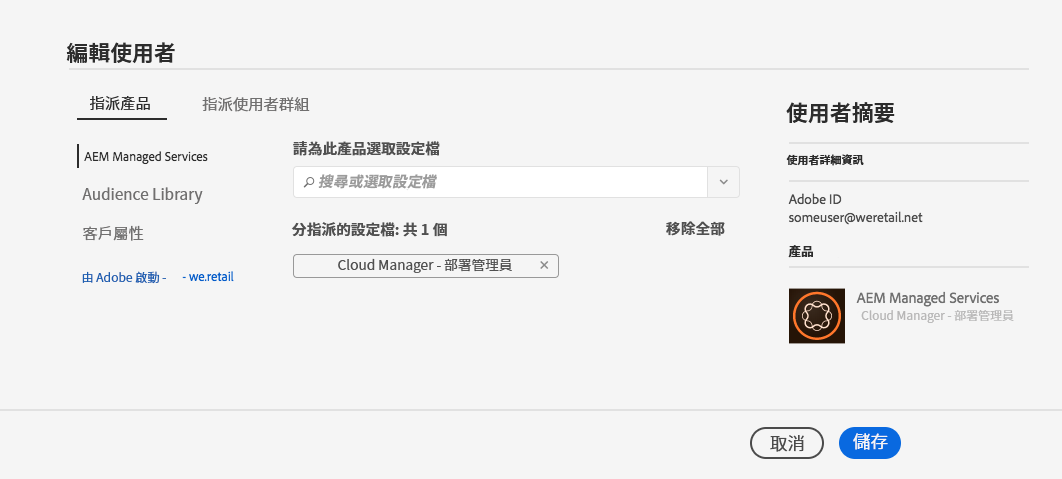 編輯使用者
指派產品
指派使用者群組
AEM Managed Services
Audience Library
客戶屬性
由 Adobe 啟動 - - we.retail
請為此產品選取設定檔
搜尋或選取設定檔
分指派的設定檔: 共 1 個
移除全部
Cloud Manager - 部署管理員 ×
使用者摘要
使用者詳細資訊
Adobe ID
someuser@weretail.net
產品
AEM Managed Services
Cloud Manager - 部署管理員
取消
儲存